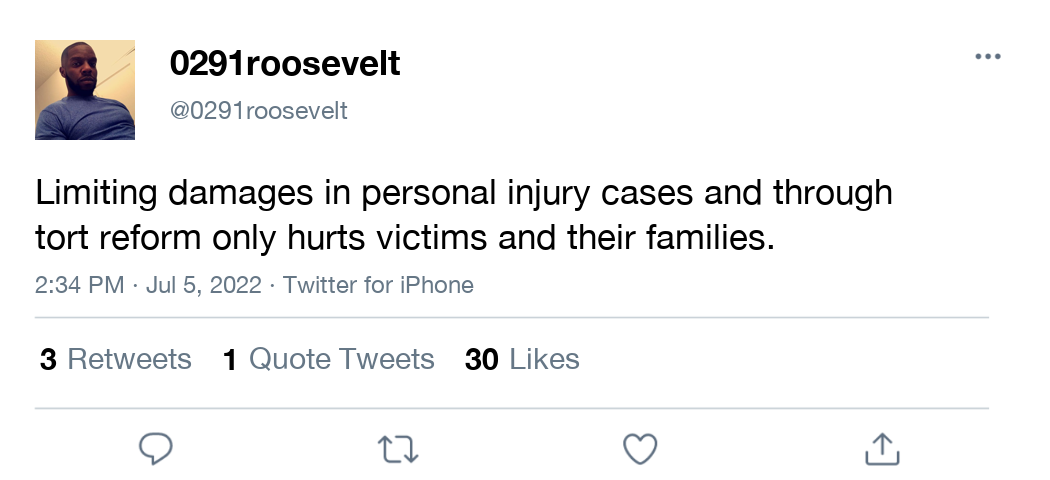 0291roosevelt
@0291roosevelt
Limiting damages in personal injury cases and through
tort reform only hurts victims and their families.
2:34 PM · Jul 5, 2022 · Twitter for iPhone
3 Retweets 1 Quote Tweets 30 Likes